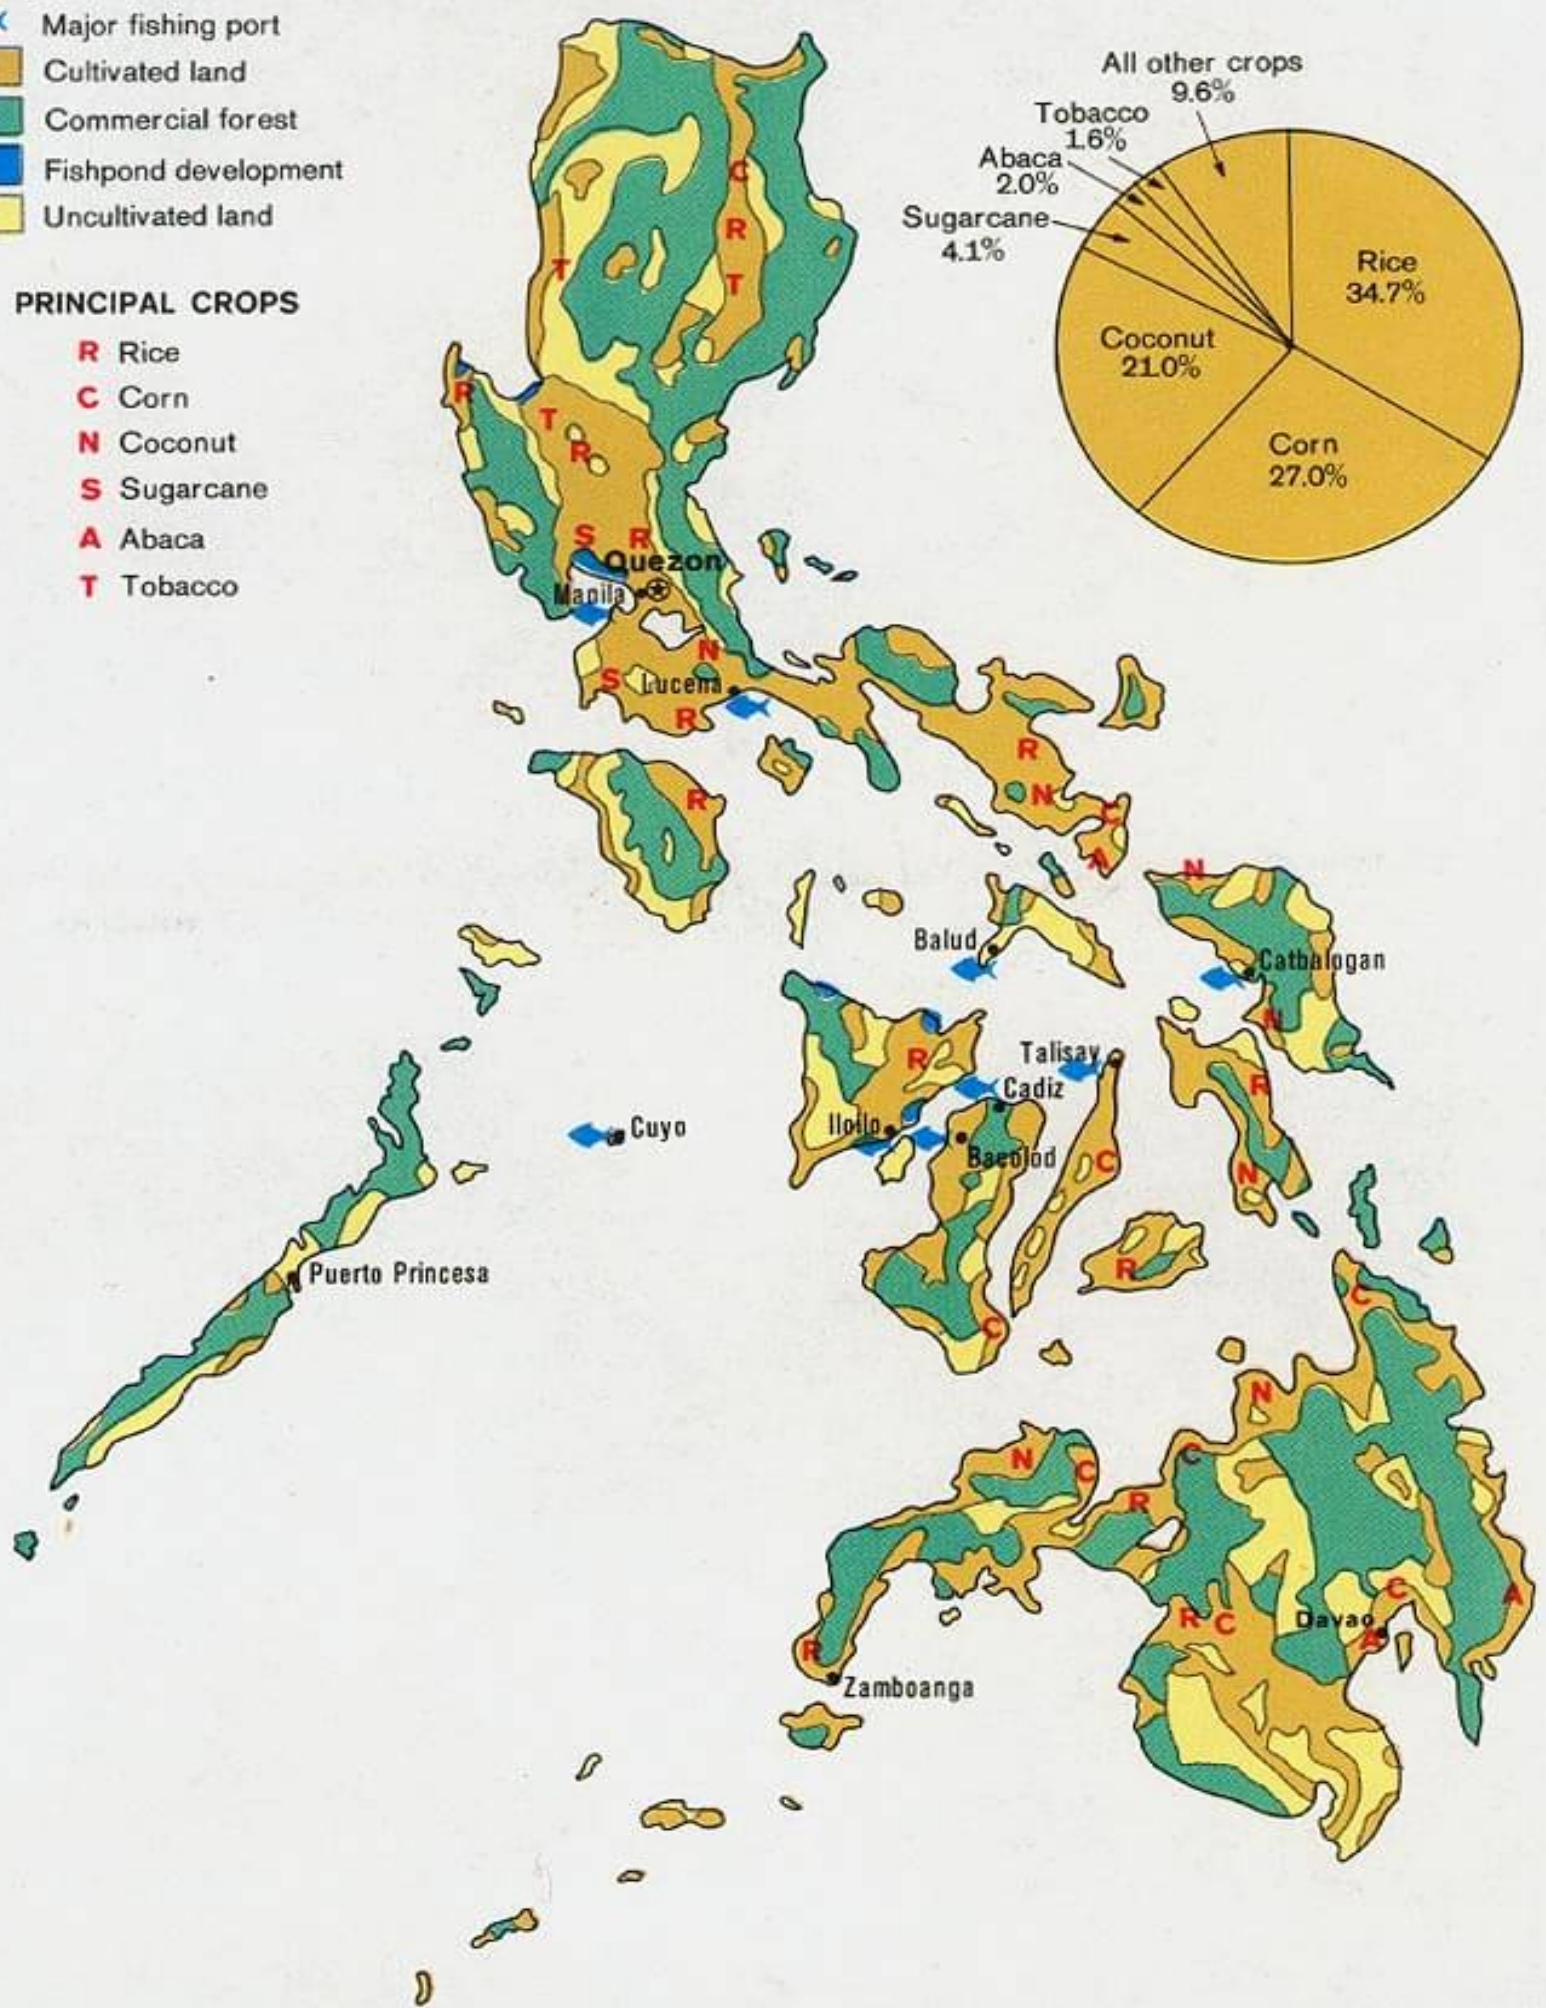 Major fishing port
Cultivated land
Commercial forest
Fishpond development
Uncultivated land
PRINCIPAL CROPS
R Rice
C Corn
N Coconut
S Sugarcane
A Abaca
T Tobacco
All other crops
9.6%
Tobacco
1.6%
Abaca
2.0%
Sugarcane
4.1%
Rice
34.7%
Coconut
21.0%
Corn
27.0%
C
R
T
T
R
T
R
S R
Quezon
Manila
N
S
Lucena
R
R
N
R
C
A
N
Balud
Catbalogan
N
R
Talisay
Cadiz
R
Cuyo
Iloilo
Bacolod
C
N
Puerto Princesa
R
C
C
N
N
C
C
R
C
A
R C
Davao
A
R
Zamboanga